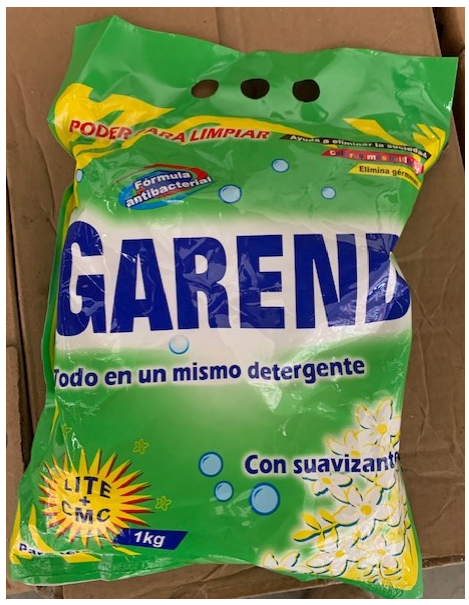 PODER PARA LIMPIAR
Ayuda a eliminar la suciedad
Elimina gérm
Fórmula
antibacterial
GAREND
Todo en un mismo detergente
Con suavizante
LITE
+
CMC
1kg